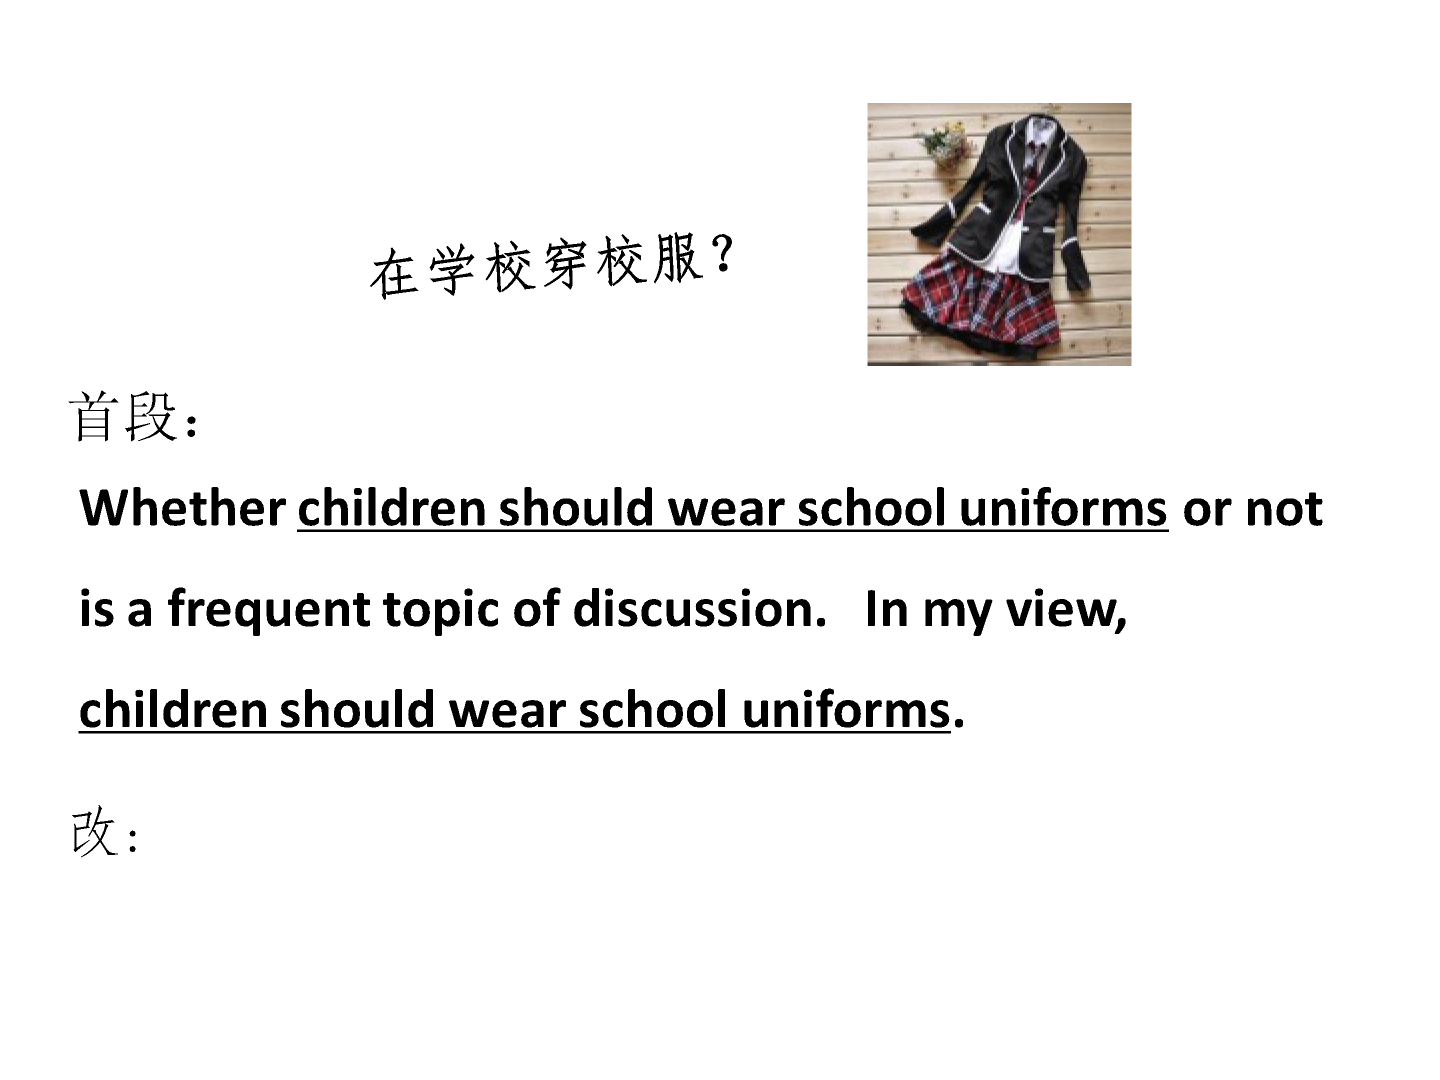 在学校穿校服？
首段：
Whether children should wear school uniforms or not
is a frequent topic of discussion. In my view,
children should wear school uniforms.
改：